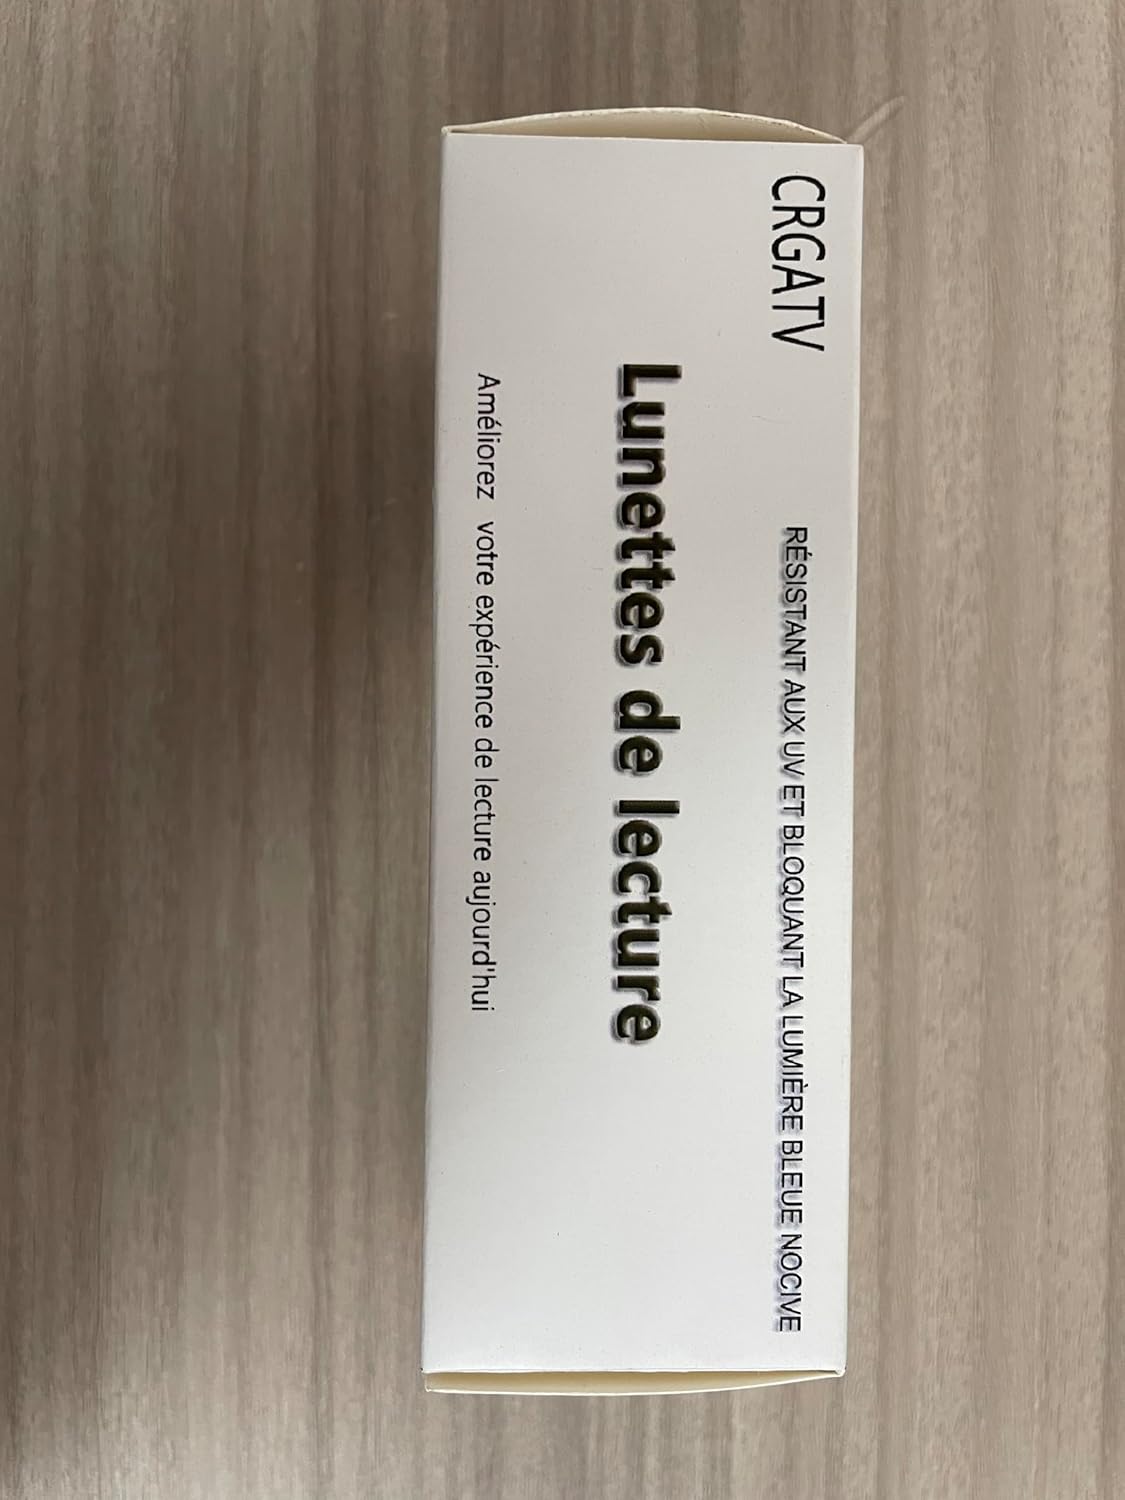 CRGATV
RÉSISTANT AUX UV ET BLOQUANT LA LUMIÈRE BLEUE NOCIVE
Lunettes de lecture
Améliorez votre expérience de lecture aujourd'hui